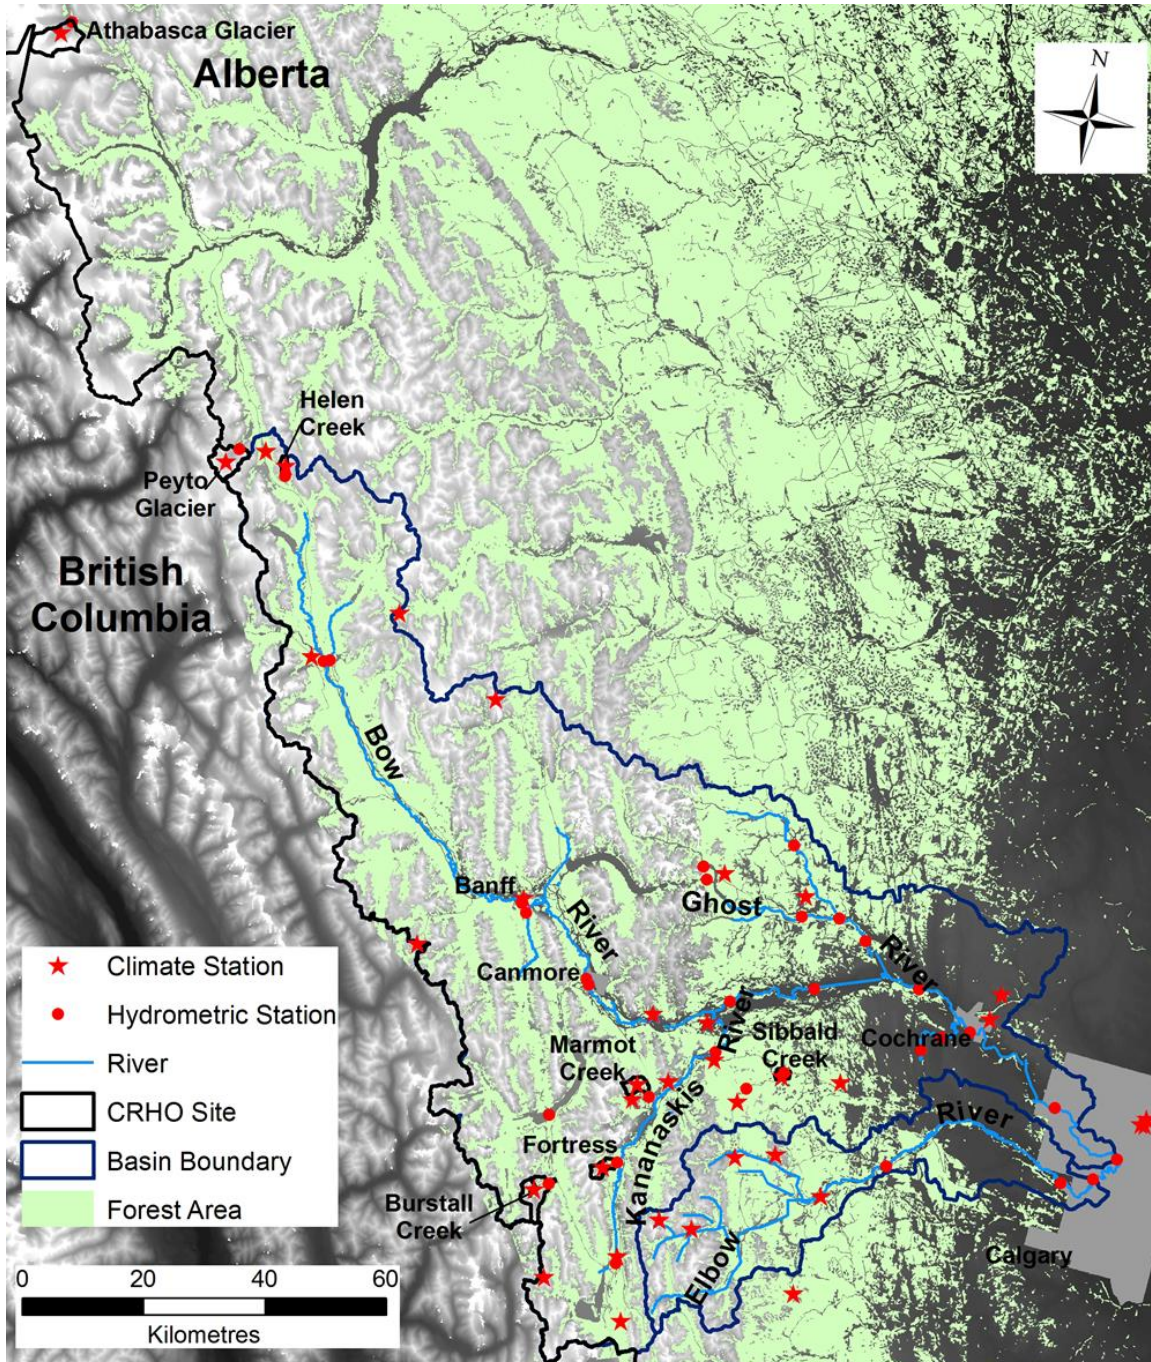 Athabasca Glacier
Alberta
N
Helen
Creek
Peyto
Glacier
British
Columbia
Bow
Banff
River
Ghost
River
Canmore
Climate Station
Hydrometric Station
River
CRHO Site
Basin Boundary
Forest Area
River
Sibbald
Creek
Cochrane
Marmot
Creek
Kananaskis
River
Fortress
Burstall
Creek
Elbow
Calgary
0 20 40 60
Kilometres